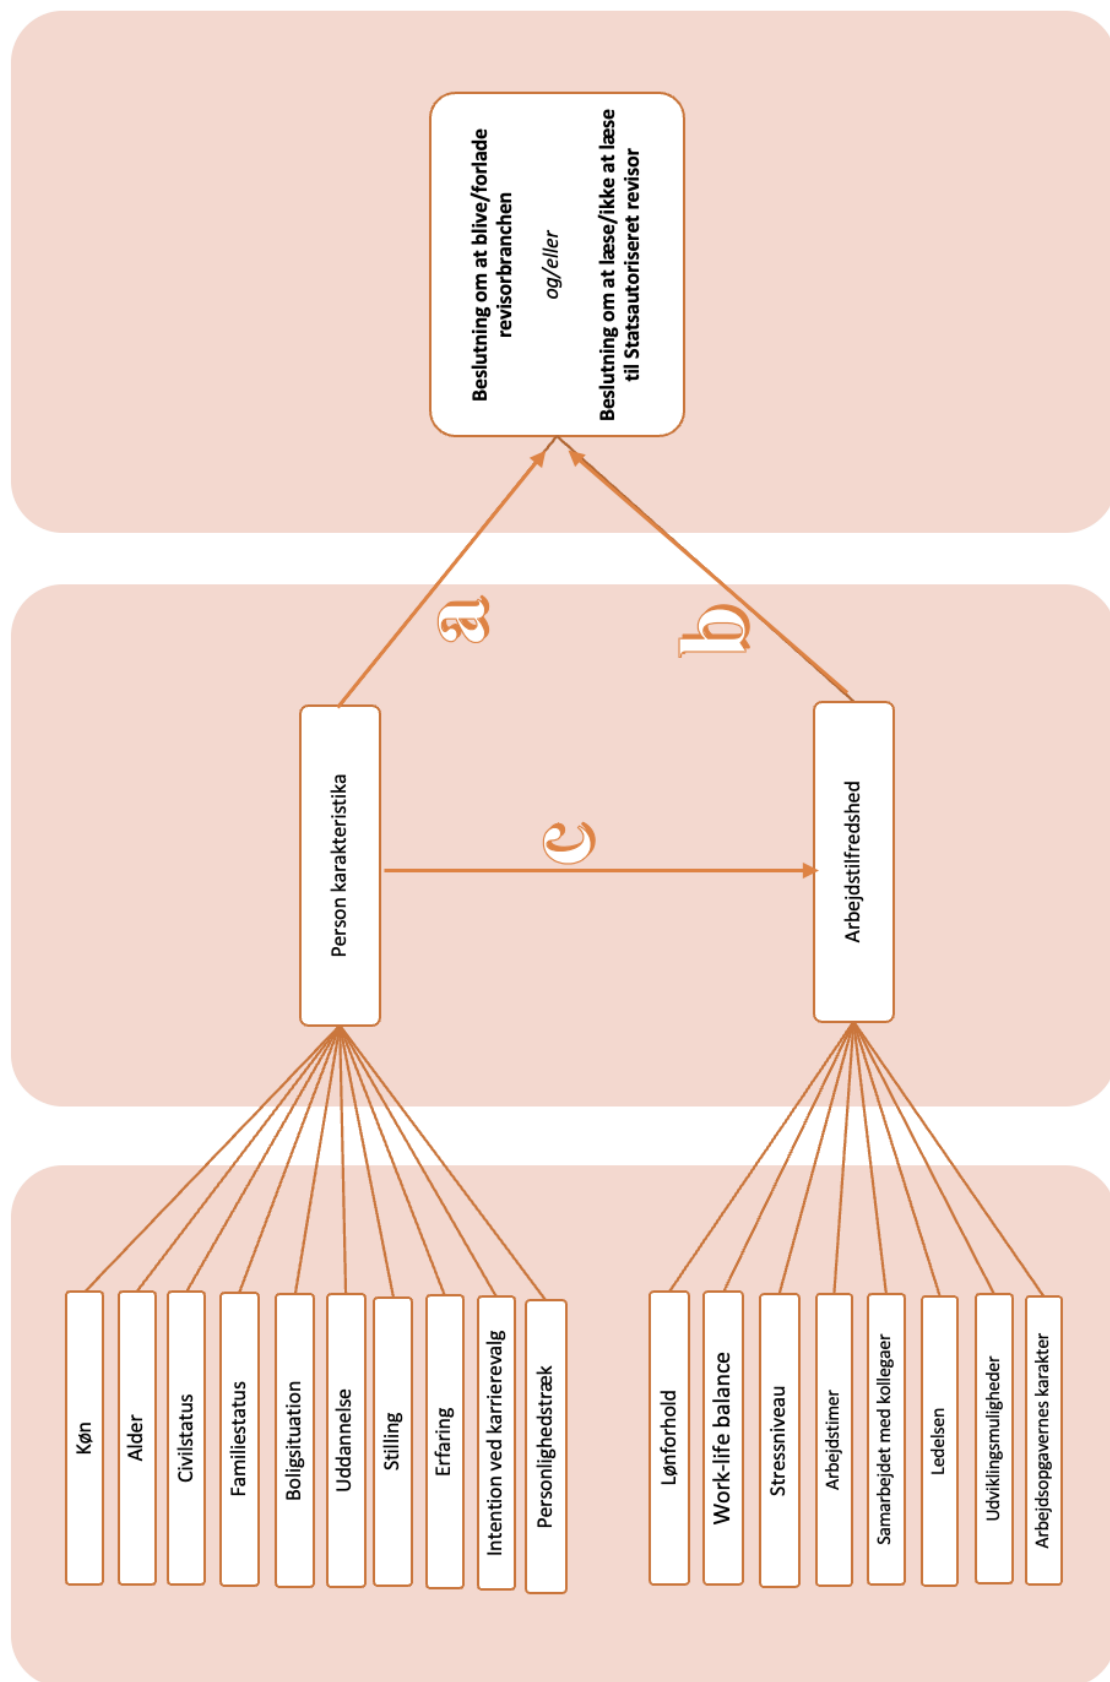 Køn
Alder
Civilstatus
Familiestatus
Boligsituation
Uddannelse
Stilling
Erfaring
Intention ved karrierevalg
Personlighedstræk
Lønforhold
Work-life balance
Stressniveau
Arbejdstimer
Samarbejdet med kollegaer
Ledelsen
Udviklingsmuligheder
Arbejdsopgavernes karakter
Person karakteristika
Arbejdstilfredshed
a
b
c
Beslutning om at blive/forlade
revisorbranchen
og/eller
Beslutning om at læse/ikke at læse
til Statsautoriseret revisor